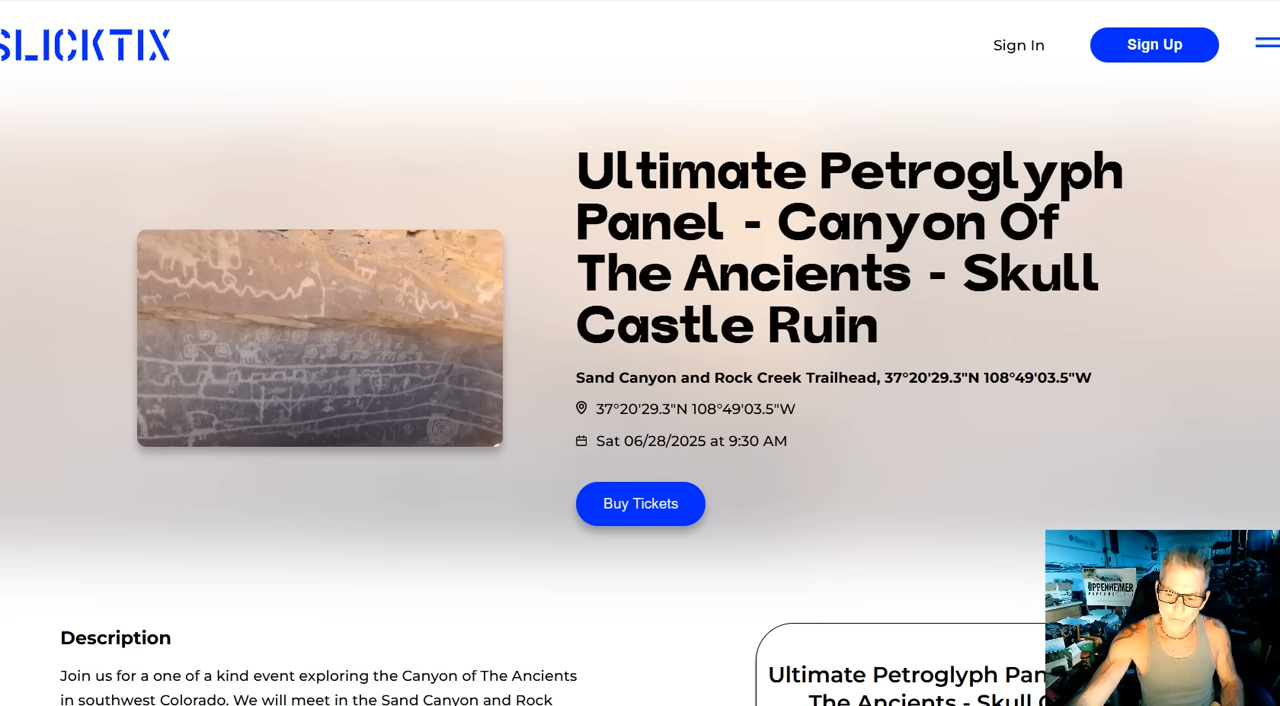 SLICKTIX
Sign In
Sign Up
Ultimate Petroglyph
Panel - Canyon Of
The Ancients - Skull
Castle Ruin
Sand Canyon and Rock Creek Trailhead, 37°20'29.3"N 108°49'03.5"W
37°20'29.3"N 108°49'03.5"W
Sat 06/28/2025 at 9:30 AM
Buy Tickets
Description
Join us for a one of a kind event exploring the Canyon of The Ancients
in southwest Colorado. We will meet in the Sand Canyon and Rock
Ultimate Petroglyph Pan
The Ancients - Skull
OPPENHEIMER